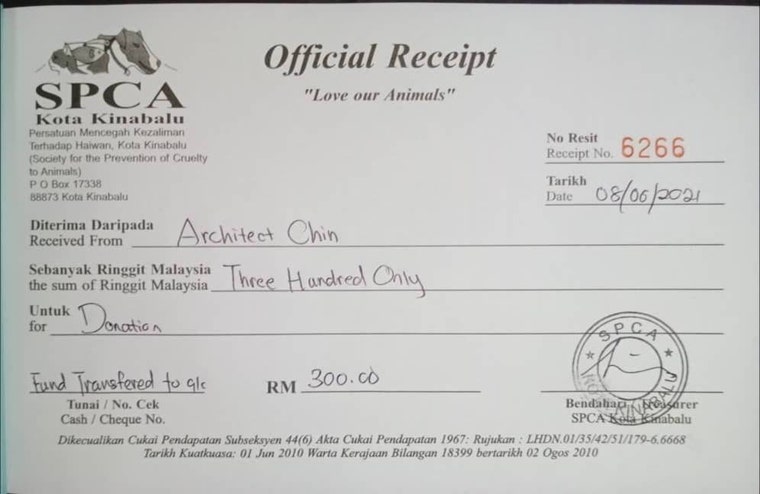 Official Receipt
"Love our Animals"
SPCA
Kota Kinabalu
Persatuan Mencegah Kezaliman
Terhadap Haiwan, Kota Kinabalu
(Society for the Prevention of Cruelty
to Animals)
P O Box 17338
88873 Kota Kinabalu
No Resit
Receipt No. 6266
Tarikh
Date 08/06/2021
Diterima Daripada
Received From Architect Chin
Sebanyak Ringgit Malaysia
the sum of Ringgit Malaysia Three Hundred Only
Untuk
for Donation
SPCA
KOTA KINABALU
Fund Transfered to a/c
RM 300.00
Tunai / No. Cek
Cash / Cheque No.
Bendahari / Treasurer
SPCA Kota Kinabalu
Dikecualikan Cukai Pendapatan Subseksyen 44(6) Akta Cukai Pendapatan 1967: Rujukan : LHDN.01/35/42/51/179-6.6668
Tarikh Kuatkuasa: 01 Jun 2010 Warta Kerajaan Bilangan 18399 bertarikh 02 Ogos 2010